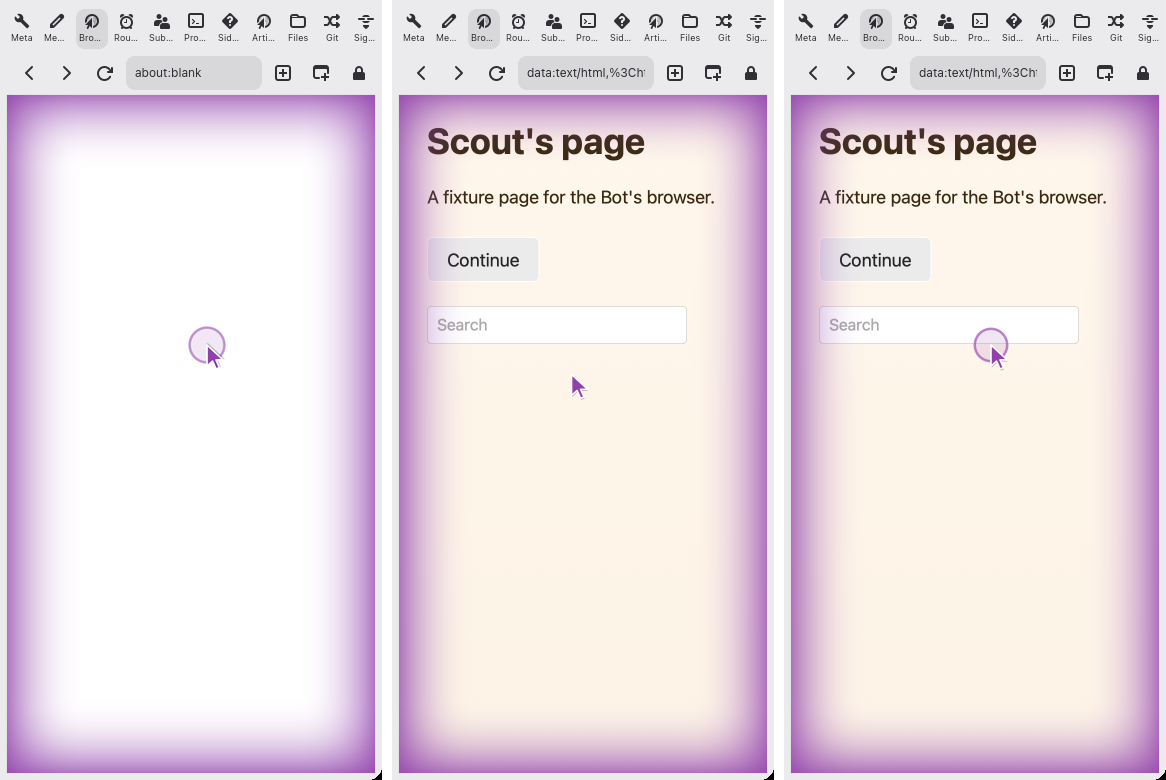 Meta Me... Bro... Rou... Sub... Pro... Sid... Arti... Files Git Sig...
about:blank
Meta Me... Bro... Rou... Sub... Pro... Sid... Arti... Files Git Sig...
data:text/html,%3Cht
Scout's page
A fixture page for the Bot's browser.
Continue
Search
Meta Me... Bro... Rou... Sub... Pro... Sid... Arti... Files Git Sig...
data:text/html,%3Cht
Scout's page
A fixture page for the Bot's browser.
Continue
Search